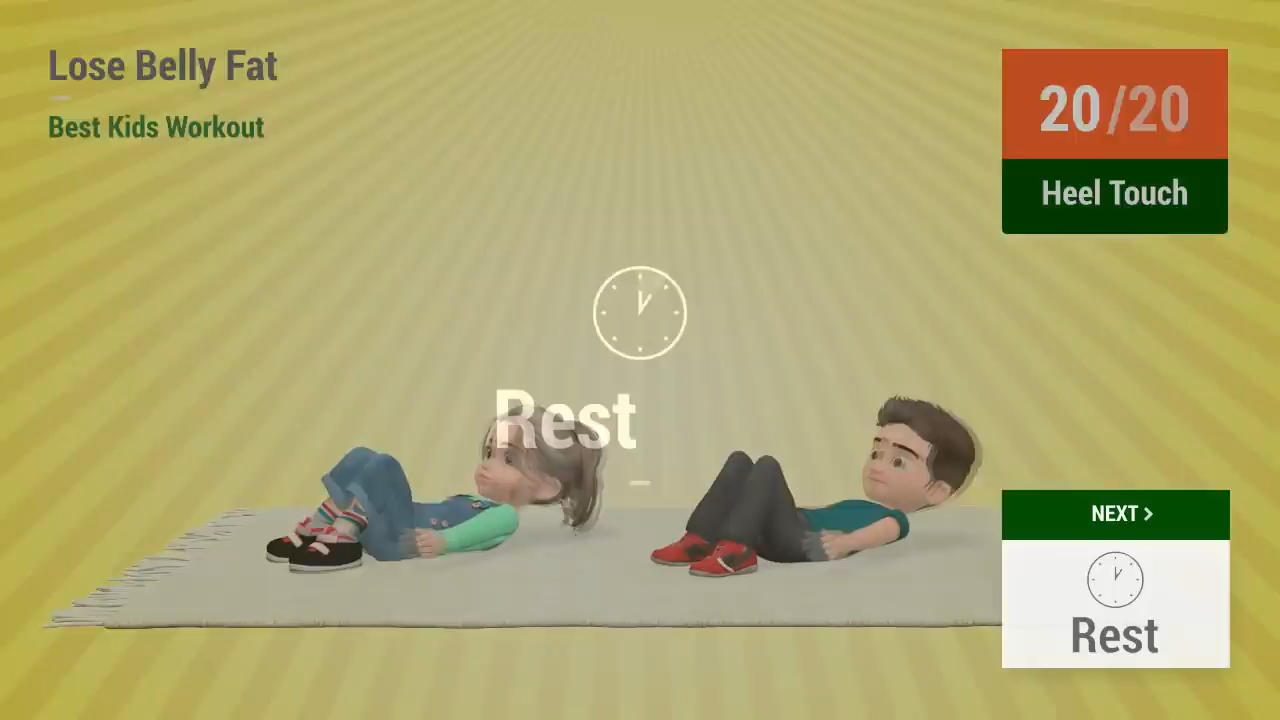 Lose Belly Fat
Best Kids Workout
20/20
Heel Touch
Rest
NEXT >
Rest